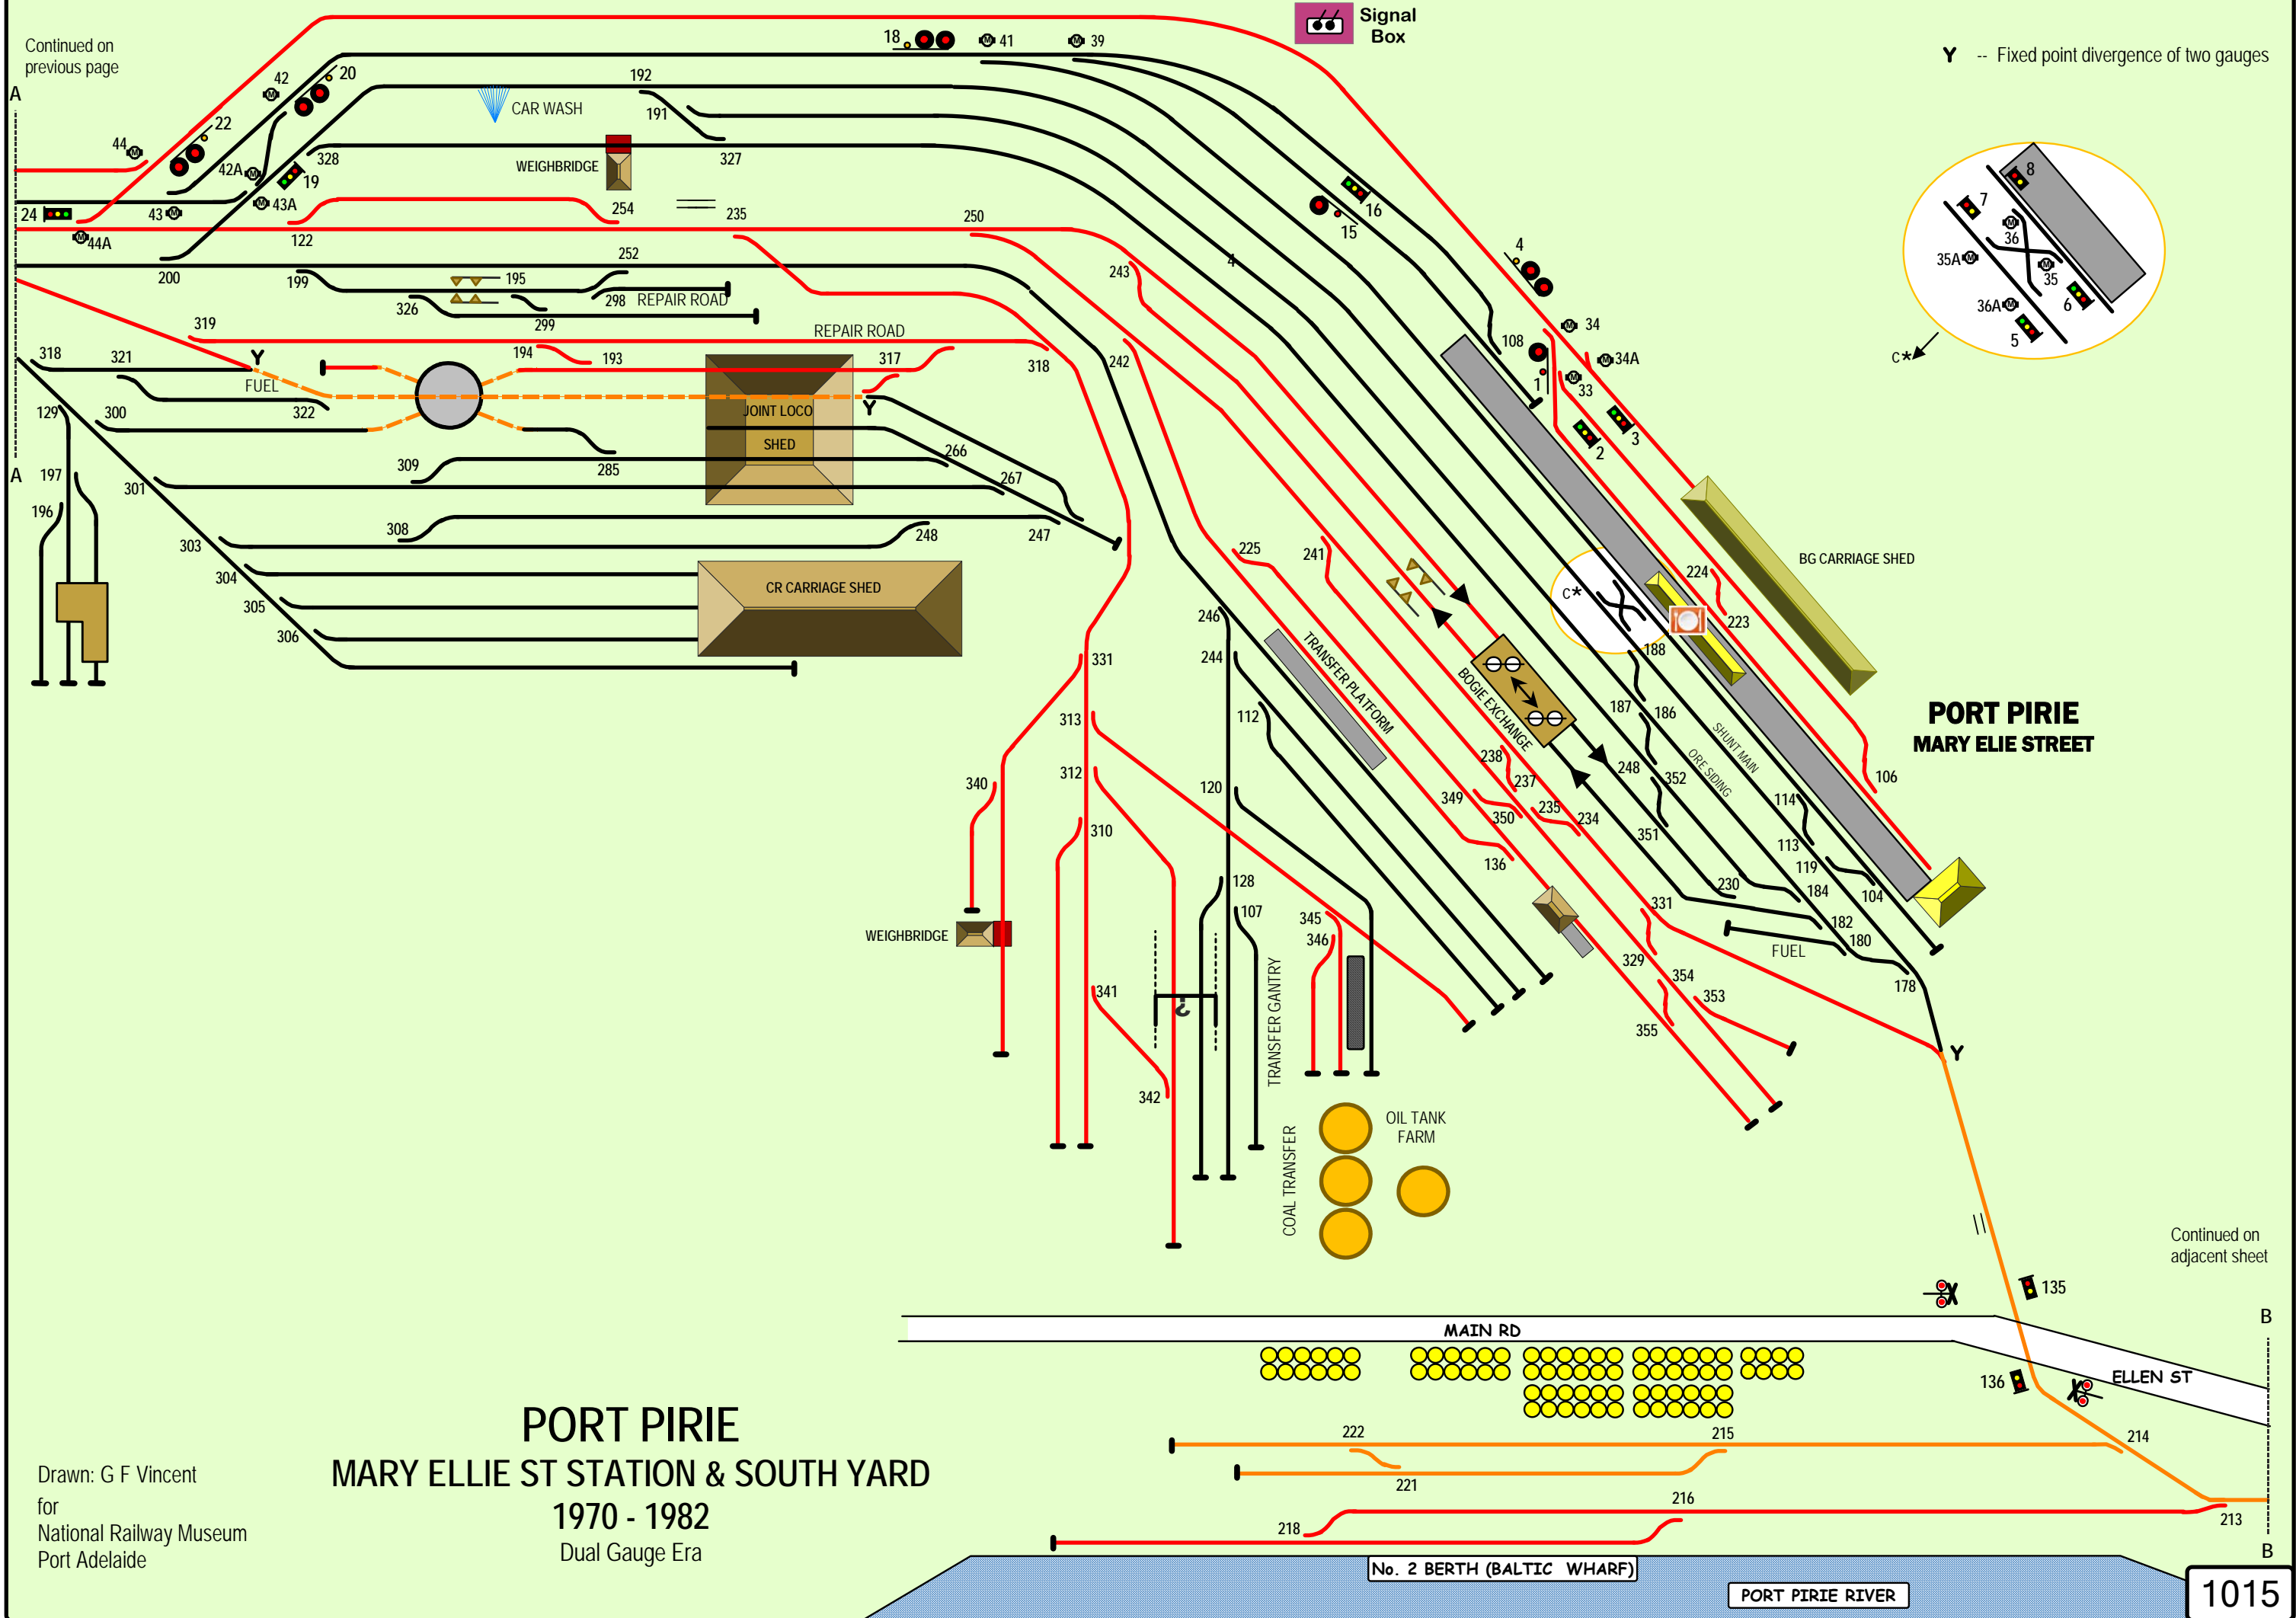 Continued on
previous page
A
A
Signal
Box
Y -- Fixed point divergence of two gauges
18
41
39
42
20
22
44
42A
19
43
43A
24
44A
328
192
191
327
CAR WASH
WEIGHBRIDGE
254
122
235
250
200
199
252
195
326
298
REPAIR ROAD
299
319
REPAIR ROAD
318
321
Y
FUEL
322
194
193
317
318
129
300
JOINT LOCO
SHED
Y
309
285
266
267
197
301
196
308
303
248
247
304
305
306
CR CARRIAGE SHED
16
15
4
4
243
242
108
34
34A
1
33
2
3
7
8
36
35A
35
36A
6
5
C*
BG CARRIAGE SHED
225
241
224
223
C*
188
246
244
112
TRANSFER PLATFORM
BOGIE EXCHANGE
187
186
SHUNT MAIN
ORE SIDING
PORT PIRIE
MARY ELIE STREET
106
331
313
312
340
310
120
238
237
248
352
349
350
235
234
351
114
113
119
104
136
230
184
182
180
FUEL
178
128
107
345
346
331
329
354
353
355
WEIGHBRIDGE
341
342
TRANSFER GANTRY
COAL TRANSFER
OIL TANK
FARM
Y
Continued on
adjacent sheet
135
B
MAIN RD
ELLEN ST
136
222
215
214
221
216
218
213
B
No. 2 BERTH (BALTIC WHARF)
PORT PIRIE RIVER
PORT PIRIE
MARY ELLIE ST STATION & SOUTH YARD
1970 - 1982
Dual Gauge Era
Drawn: G F Vincent
for
National Railway Museum
Port Adelaide
1015